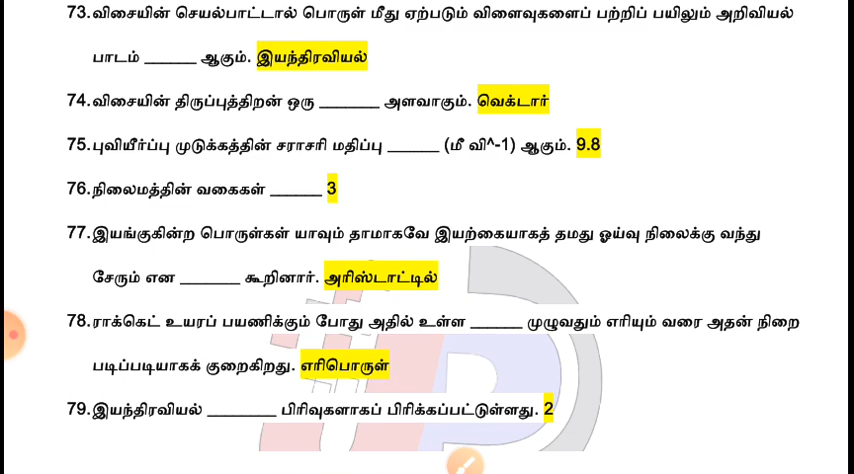 73.விசையின் செயல்பாட்டால் பொருள் மீது ஏற்படும் விளைவுகளைப் பற்றிப் பயிலும் அறிவியல்
பாடம் ______ ஆகும். இயந்திரவியல்
74.விசையின் திருப்புத்திறன் ஒரு _______ அளவாகும். வெக்டார்
75.புவியீர்ப்பு முடுக்கத்தின் சராசரி மதிப்பு ______ (மீ வி^-1) ஆகும். 9.8
76.நிலைமத்தின் வகைகள் ______ 3
77.இயங்குகின்ற பொருள்கள் யாவும் தாமாகவே இயற்கையாகத் தமது ஓய்வு நிலைக்கு வந்து
சேரும் என _______ கூறினார். அரிஸ்டாட்டில்
78.ராக்கெட் உயரப் பயணிக்கும் போது அதில் உள்ள ______ முழுவதும் எரியும் வரை அதன் நிறை
படிப்படியாகக் குறைகிறது. எரிபொருள்
79.இயந்திரவியல் ________ பிரிவுகளாகப் பிரிக்கப்பட்டுள்ளது. 2